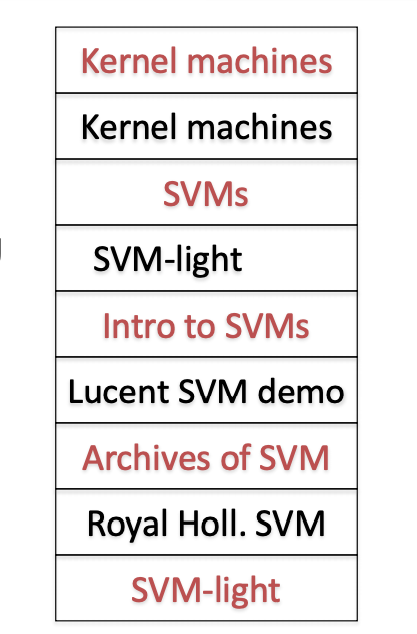 Kernel machines
Kernel machines
SVMs
SVM-light
Intro to SVMs
Lucent SVM demo
Archives of SVM
Royal Holl. SVM
SVM-light